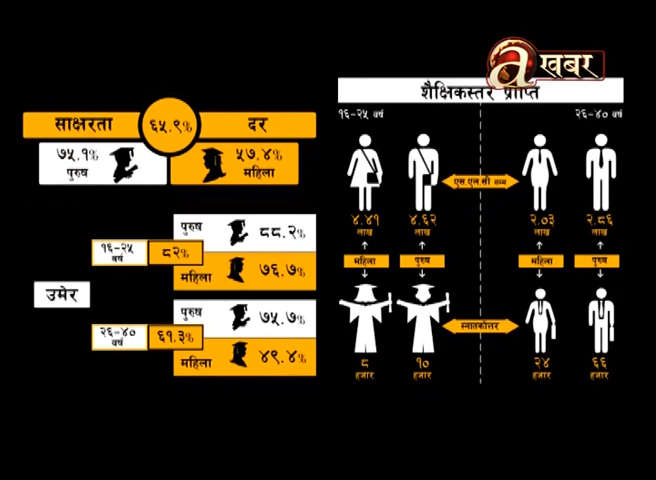 a खबर
साक्षरता ६५.९% दर
७५.१% पुरुष
५७.४% महिला
उमेर
१६-२५ वर्ष
८२%
पुरुष ८८.२%
महिला ७६.७%
२६-४० वर्ष
६१.३%
पुरुष ७५.७%
महिला ४९.४%
शैक्षिकस्तर प्राप्ति
१६-२५ वर्ष
२६-४० वर्ष
एस.एल.सी सम्म
४.४१ लाख
४.६२ लाख
२.०३ लाख
२.८६ लाख
महिला
पुरुष
महिला
पुरुष
स्नातकोत्तर
८ हजार
१० हजार
२४ हजार
६६ हजार